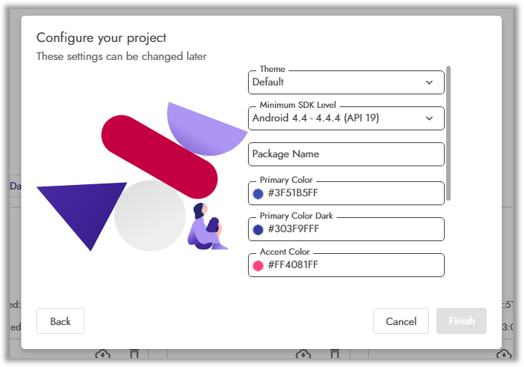 Configure your project
These settings can be changed later
Theme
Default
Minimum SDK Level
Android 4.4 - 4.4.4 (API 19)
Package Name
Primary Color
#3F51B5FF
Primary Color Dark
#303F9FFF
Accent Color
#FF4081FF
Back
Cancel
Finish